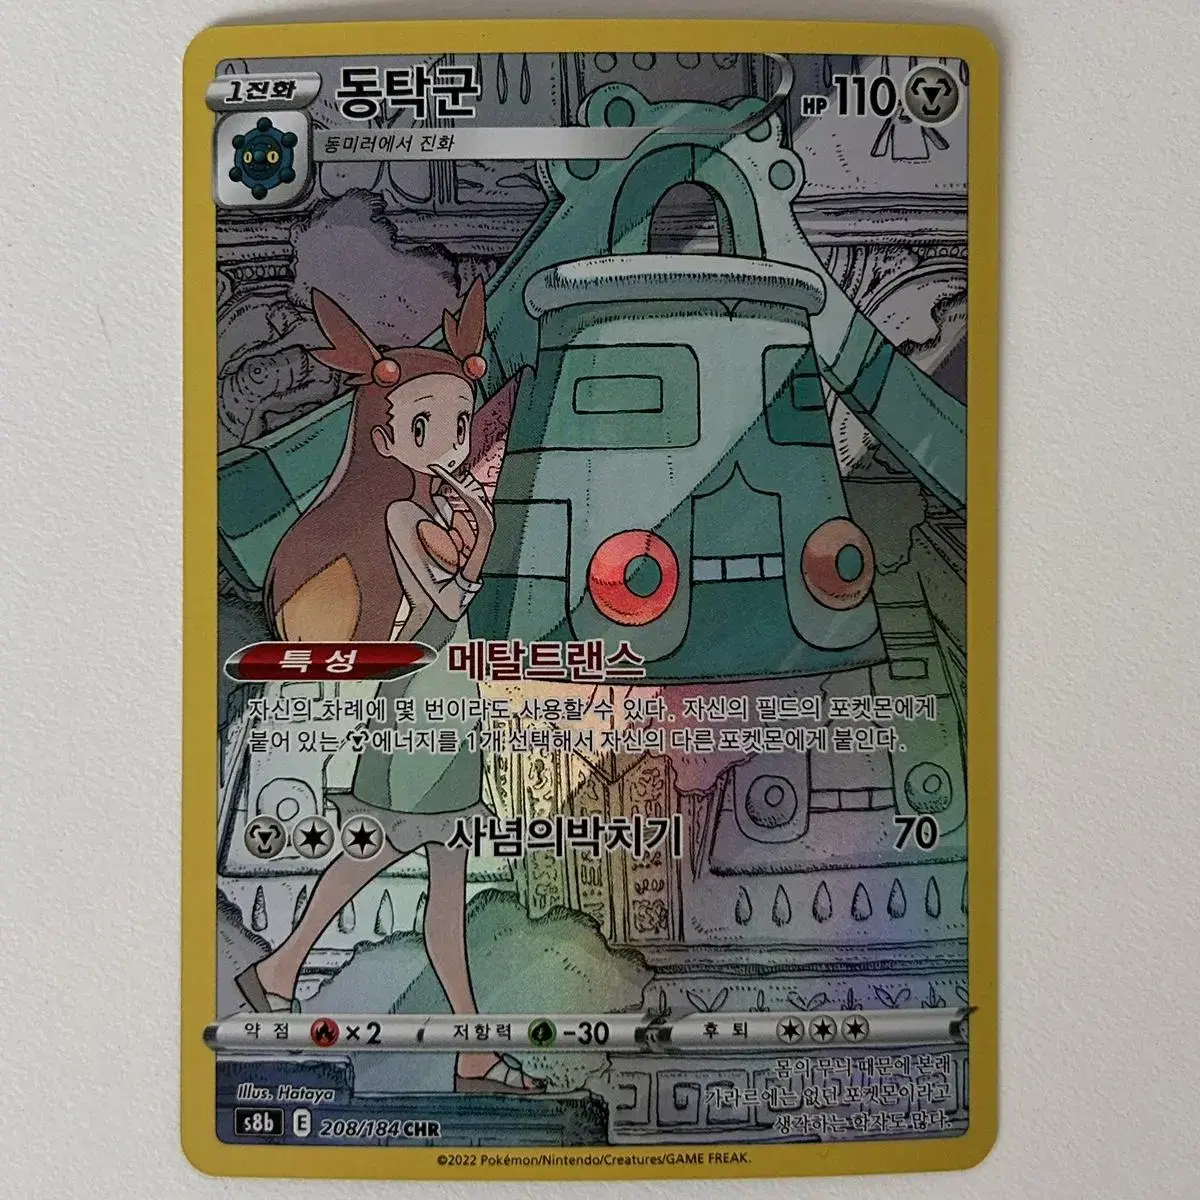 1진화 동탁군 HP 110
동미러에서 진화
특성 메탈트랜스
자신의 차례에 몇 번이라도 사용할 수 있다. 자신의 필드의 포켓몬에게
붙어 있는 에너지를 1개 선택해서 자신의 다른 포켓몬에게 붙인다.
사념의박치기 70
약점 ×2 저항력 -30 후퇴
몸의 무늬 때문에 본래
가라르에는 없던 포켓몬이라고
생각하는 학자도 많다.
Illus. Hataya
s8b E 208/184 CHR
©2022 Pokémon/Nintendo/Creatures/GAME FREAK.